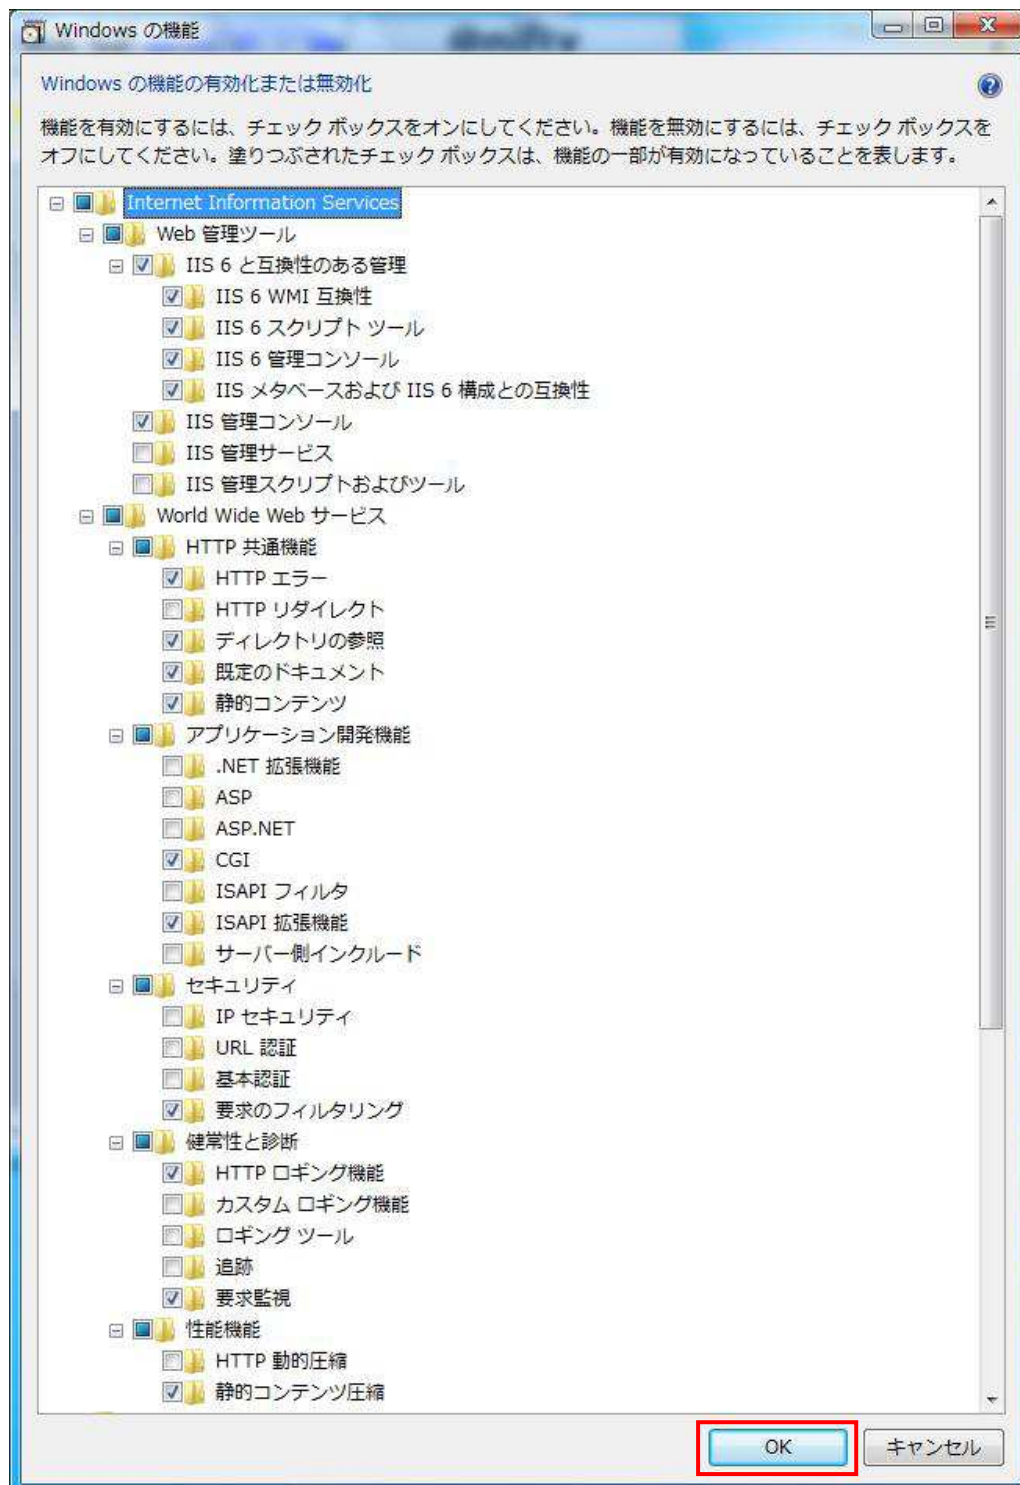 Windows の機能
Windows の機能の有効化または無効化
機能を有効にするには、チェック ボックスをオンにしてください。機能を無効にするには、チェック ボックスを
オフにしてください。塗りつぶされたチェック ボックスは、機能の一部が有効になっていることを表します。
Internet Information Services
Web 管理ツール
IIS 6 と互換性のある管理
IIS 6 WMI 互換性
IIS 6 スクリプト ツール
IIS 6 管理コンソール
IIS メタベースおよび IIS 6 構成との互換性
IIS 管理コンソール
IIS 管理サービス
IIS 管理スクリプトおよびツール
World Wide Web サービス
HTTP 共通機能
HTTP エラー
HTTP リダイレクト
ディレクトリの参照
既定のドキュメント
静的コンテンツ
アプリケーション開発機能
.NET 拡張機能
ASP
ASP.NET
CGI
ISAPI フィルタ
ISAPI 拡張機能
サーバー側インクルード
セキュリティ
IP セキュリティ
URL 認証
基本認証
要求のフィルタリング
健常性と診断
HTTP ロギング機能
カスタム ロギング機能
ロギング ツール
追跡
要求監視
性能機能
HTTP 動的圧縮
静的コンテンツ圧縮
OK
キャンセル